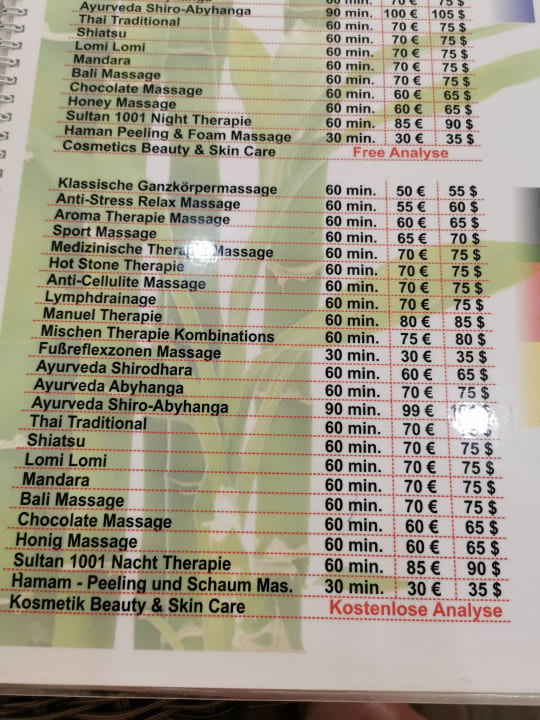 60 min. 70 € 75 $
Ayurveda Shiro-Abyhanga 90 min. 100 € 105 $
Thai Traditional 60 min. 70 € 75 $
Shiatsu 60 min. 70 € 75 $
Lomi Lomi 60 min. 70 € 75 $
Mandara 60 min. 70 € 75 $
Bali Massage 60 min. 70 € 75 $
Chocolate Massage 60 min. 60 € 65 $
Honey Massage 60 min. 60 € 65 $
Sultan 1001 Night Therapie 60 min. 85 € 90 $
Haman Peeling & Foam Massage 30 min. 30 € 35 $
Cosmetics Beauty & Skin Care Free Analyse
Klassische Ganzkörpermassage 60 min. 50 € 55 $
Anti-Stress Relax Massage 60 min. 55 € 60 $
Aroma Therapie Massage 60 min. 60 € 65 $
Sport Massage 60 min. 65 € 70 $
Medizinische Therapie Massage 60 min. 70 € 75 $
Hot Stone Therapie 60 min. 70 € 75 $
Anti-Cellulite Massage 60 min. 70 € 75 $
Lymphdrainage 60 min. 70 € 75 $
Manuel Therapie 60 min. 80 € 85 $
Mischen Therapie Kombinations 60 min. 75 € 80 $
Fußreflexzonen Massage 30 min. 30 € 35 $
Ayurveda Shirodhara 60 min. 60 € 65 $
Ayurveda Abyhanga 60 min. 70 € 75 $
Ayurveda Shiro-Abyhanga 90 min. 99 €
Thai Traditional 60 min. 70 €
Shiatsu 60 min. 70 € 75 $
Lomi Lomi 60 min. 70 € 75 $
Mandara 60 min. 70 € 75 $
Bali Massage 60 min. 70 € 75 $
Chocolate Massage 60 min. 60 € 65 $
Honig Massage 60 min. 60 € 65 $
Sultan 1001 Nacht Therapie 60 min. 85 € 90 $
Hamam - Peeling und Schaum Mas. 30 min. 30 € 35 $
Kosmetik Beauty & Skin Care Kostenlose Analyse